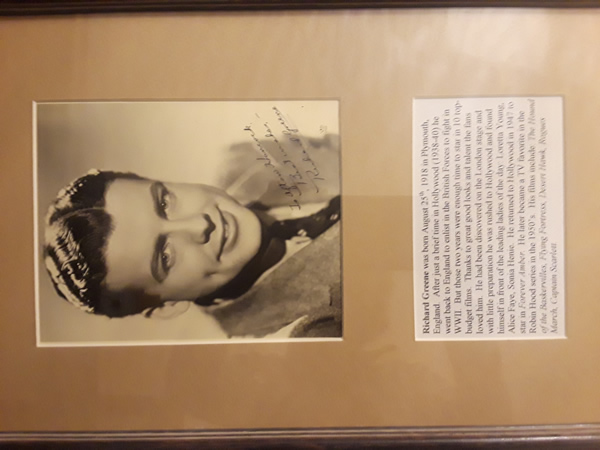 Richard Greene was born August 25th, 1918 in Plymouth,
England. After just a brief time in Hollywood (1938-40) he
went back to England to enlist in the British Forces to fight in
WWII. But those two years were enough time to star in 10 top-
budget films. Thanks to great good looks and talent the fans
loved him. He had been discovered on the London stage and
with little preparation he was rushed to Hollywood and found
himself in front of the leading ladies of the day Loretta Young,
Alice Faye, Sonia Henie. He returned to Hollywood in 1947 to
star in Forever Amber. He later became a TV favorite in the
Robin Hood series in the 1950's. His films include The Hound
of the Baskervilles, Flying Fortress, Desert Hawk, Rogues
March, Captain Scarlett